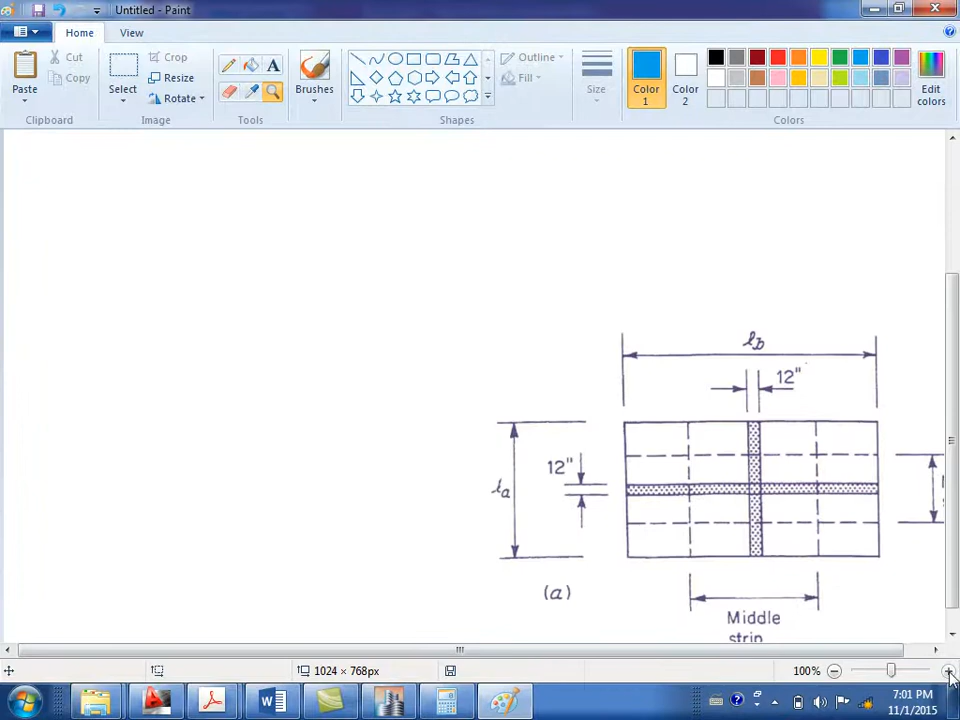 Untitled - Paint
Home View
Paste
Cut
Copy
Clipboard
Select
Crop
Resize
Rotate
Image
A
Tools
Brushes
Outline
Fill
Shapes
Size
Color 1
Color 2
Edit colors
Colors
lb
12"
12"
la
(a)
Middle
strip
1024 × 768px
100%
7:01 PM
11/1/2015